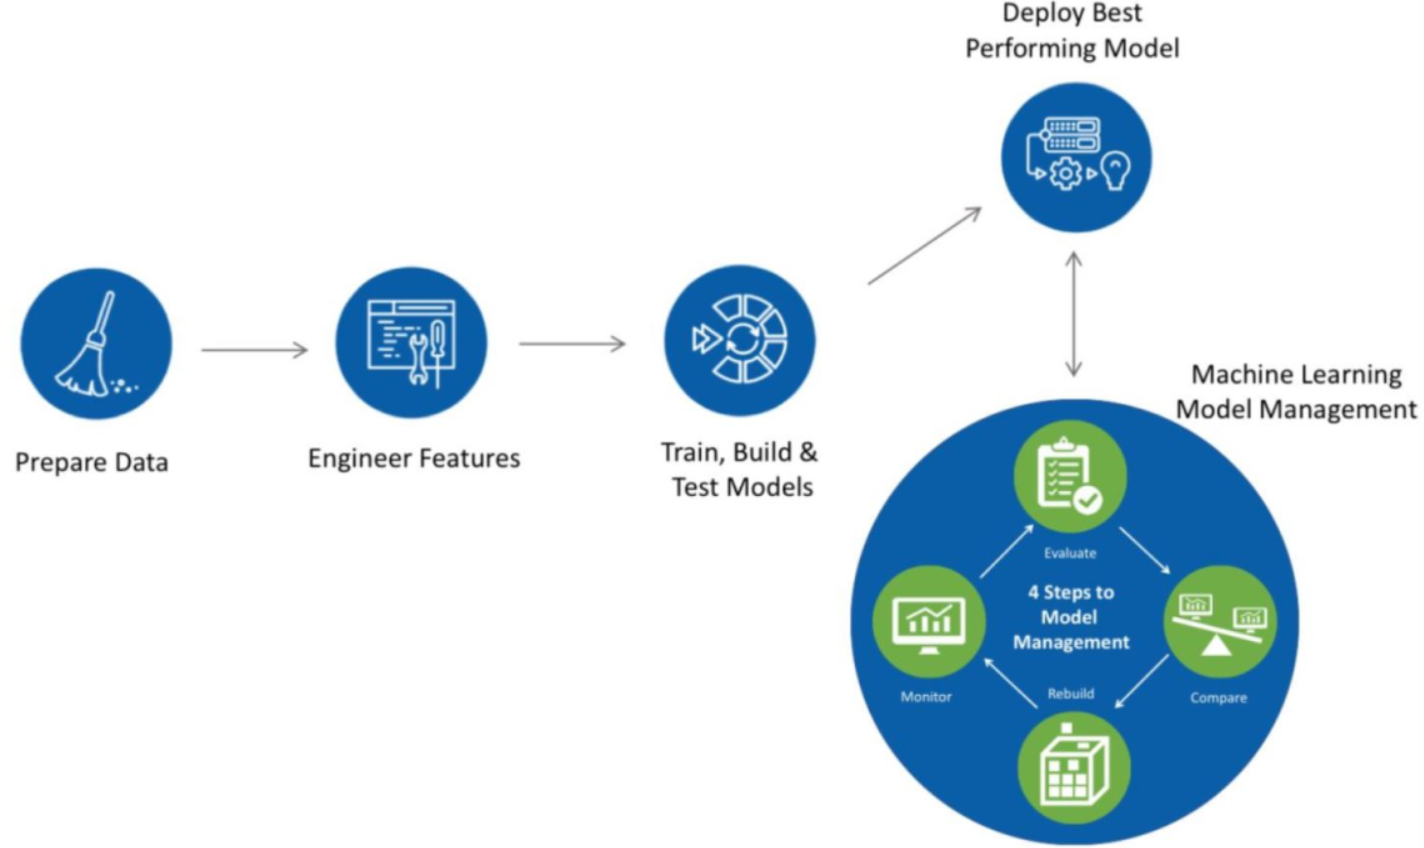 Deploy Best
Performing Model
Prepare Data
Engineer Features
Train, Build &
Test Models
Machine Learning
Model Management
Evaluate
4 Steps to
Model
Management
Monitor
Rebuild
Compare